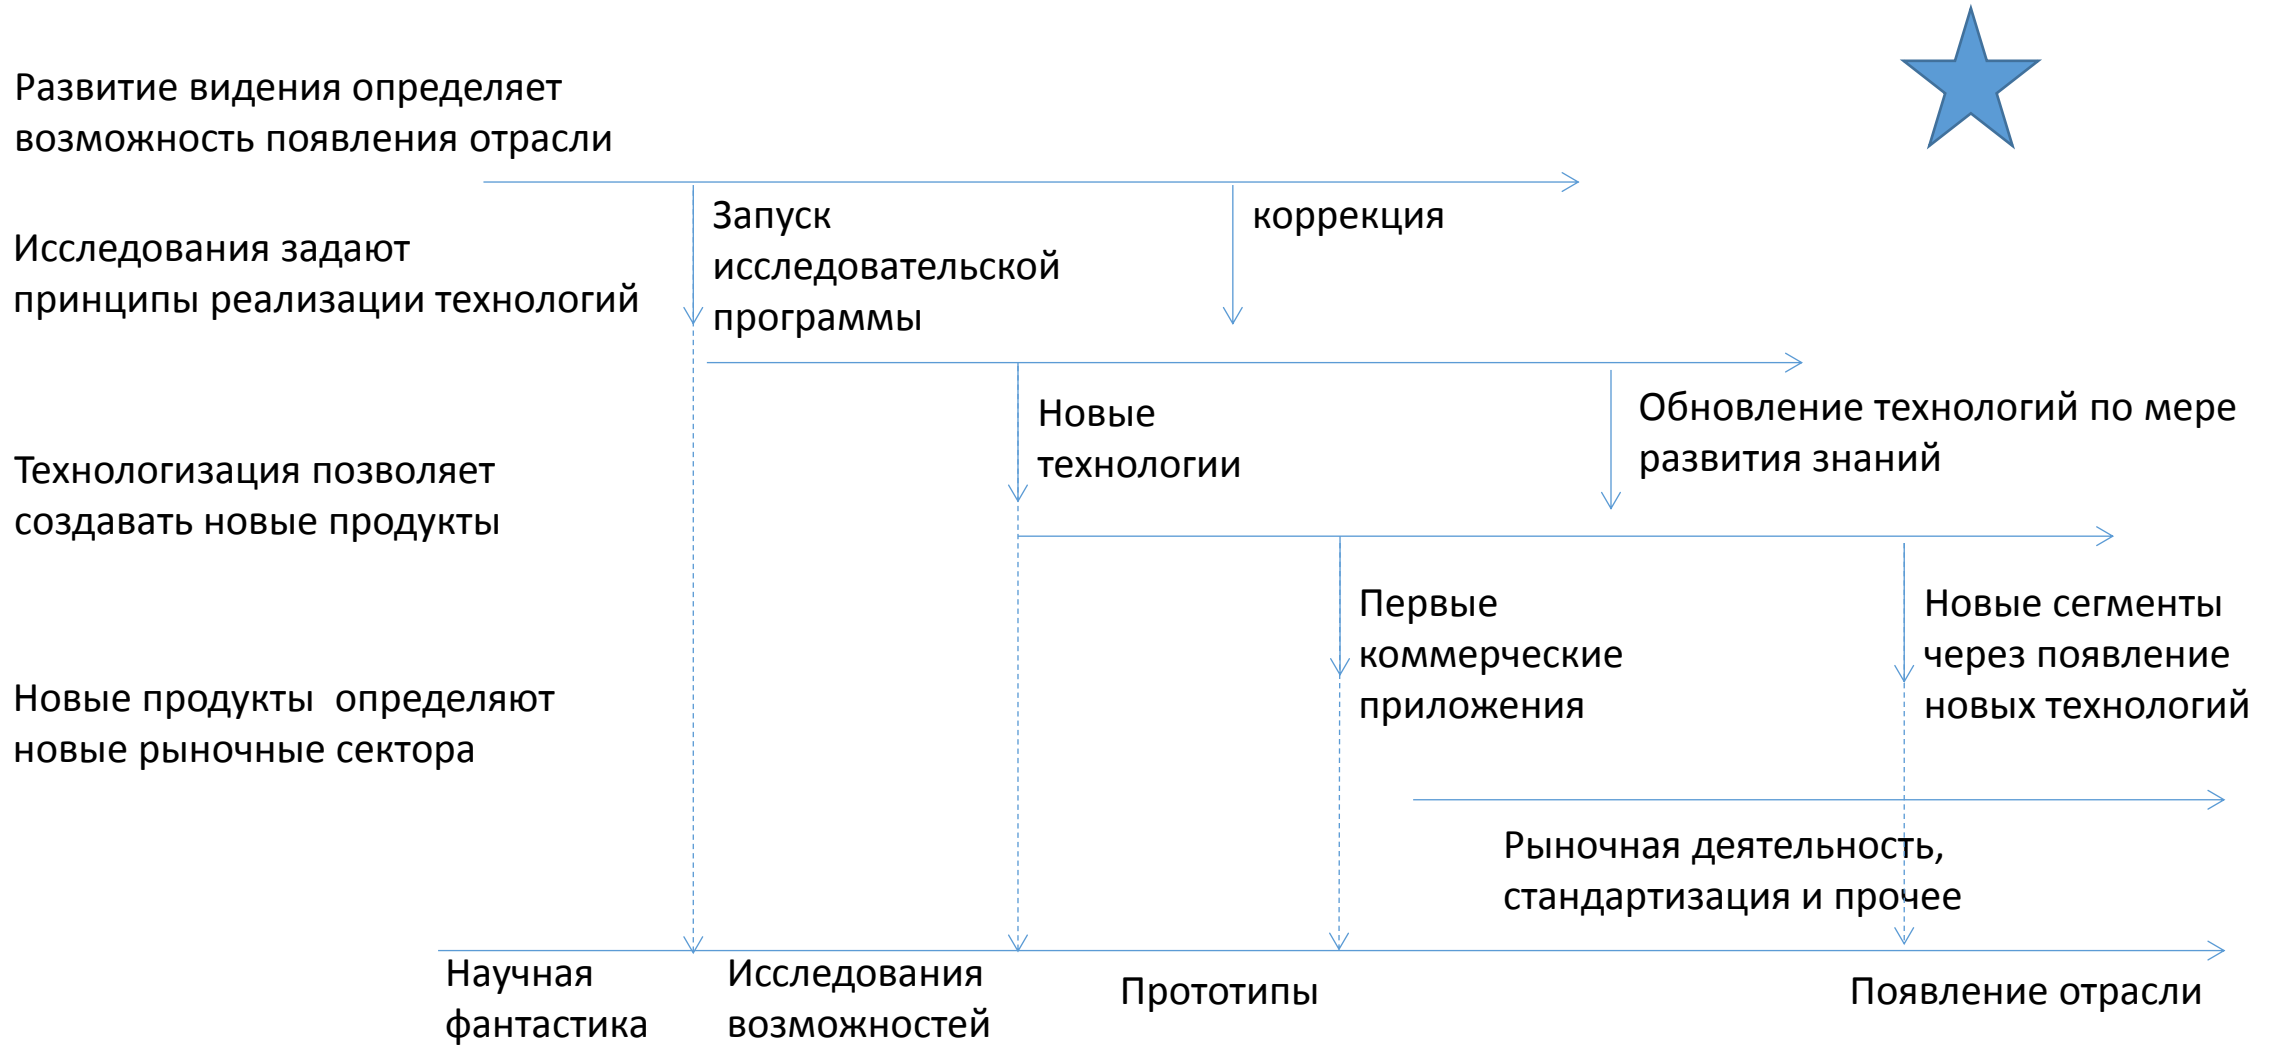 Развитие видения определяет
возможность появления отрасли
Запуск
исследовательской
программы
коррекция
Исследования задают
принципы реализации технологий
Новые
технологии
Обновление технологий по мере
развития знаний
Технологизация позволяет
создавать новые продукты
Первые
коммерческие
приложения
Новые сегменты
через появление
новых технологий
Новые продукты  определяют
новые рыночные сектора
Рыночная деятельность,
стандартизация и прочее
Научная
фантастика
Исследования
возможностей
Прототипы
Появление отрасли